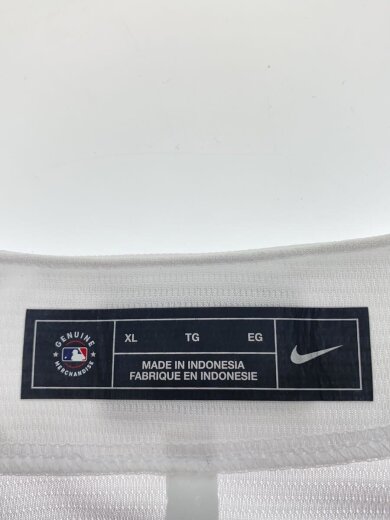 GENUINE
MERCHANDISE
XL TG EG
MADE IN INDONESIA
FABRIQUE EN INDONESIE